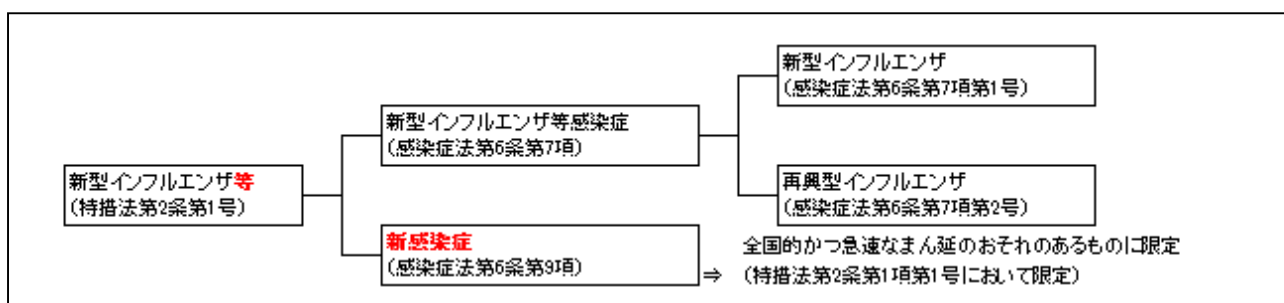 新型インフルエンザ
(感染症法第6条第7項第1号)
新型インフルエンザ等感染症
(感染症法第6条第7項)
新型インフルエンザ等
(特措法第2条第1号)
再興型インフルエンザ
(感染症法第6条第7項第2号)
新感染症
(感染症法第6条第9項)
⇒ 全国的かつ急速なまん延のおそれのあるものに限定
(特措法第2条第1項第1号において限定)